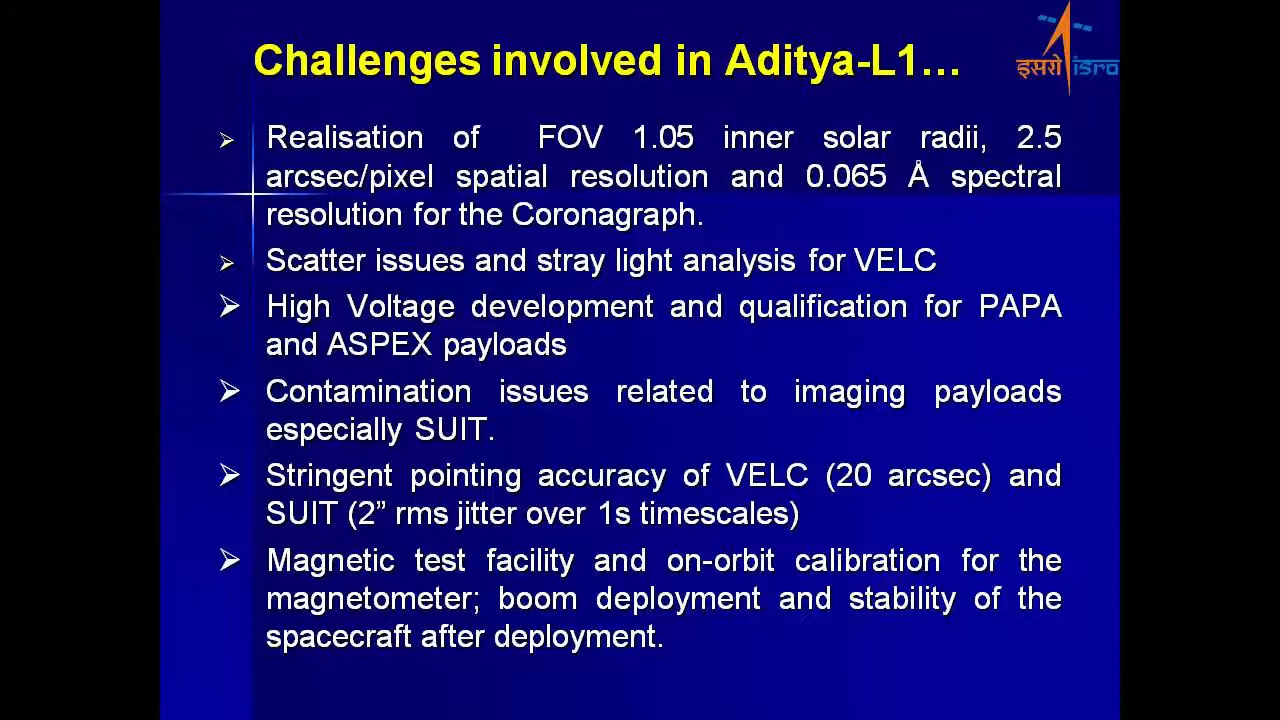 Challenges involved in Aditya-L1…
इसरो isro
Realisation of FOV 1.05 inner solar radii, 2.5
arcsec/pixel spatial resolution and 0.065 Å spectral
resolution for the Coronagraph.
Scatter issues and stray light analysis for VELC
High Voltage development and qualification for PAPA
and ASPEX payloads
Contamination issues related to imaging payloads
especially SUIT.
Stringent pointing accuracy of VELC (20 arcsec) and
SUIT (2” rms jitter over 1s timescales)
Magnetic test facility and on-orbit calibration for the
magnetometer; boom deployment and stability of the
spacecraft after deployment.